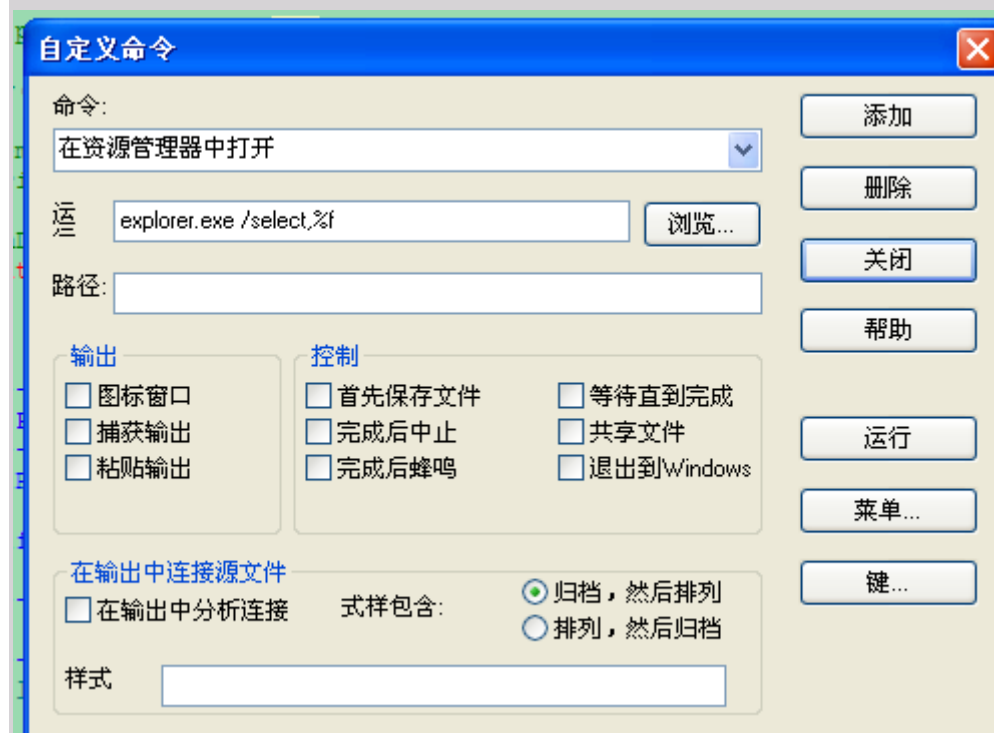 自定义命令
命令:
添加
在资源管理器中打开
删除
explorer.exe /select,%f
浏览...
关闭
路径:
帮助
输出
控制
图标窗口
首先保存文件
等待直到完成
捕获输出
完成后中止
共享文件
运行
粘贴输出
完成后蜂鸣
退出到Windows
菜单...
在输出中连接源文件
在输出中分析连接
式样包含:
归档，然后排列
键...
排列，然后归档
样式